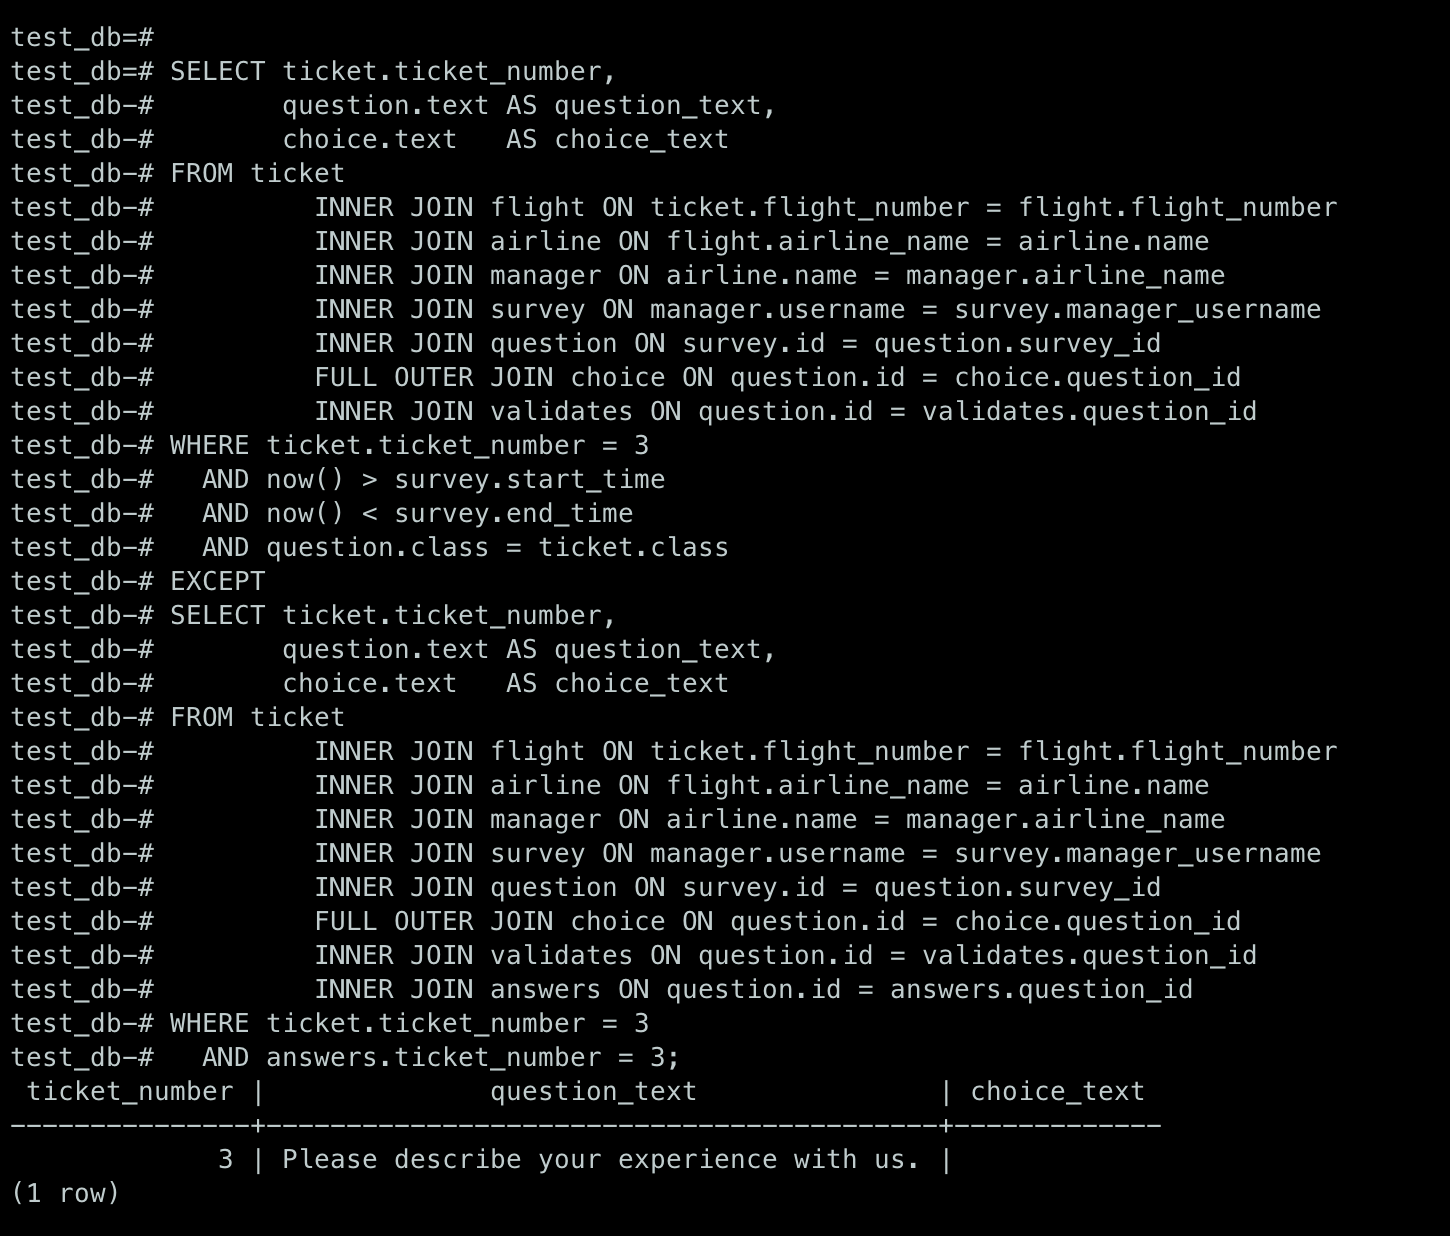 test_db=#
test_db=# SELECT ticket.ticket_number,
test_db-#        question.text AS question_text,
test_db-#        choice.text   AS choice_text
test_db-# FROM ticket
test_db-#          INNER JOIN flight ON ticket.flight_number = flight.flight_number
test_db-#          INNER JOIN airline ON flight.airline_name = airline.name
test_db-#          INNER JOIN manager ON airline.name = manager.airline_name
test_db-#          INNER JOIN survey ON manager.username = survey.manager_username
test_db-#          INNER JOIN question ON survey.id = question.survey_id
test_db-#          FULL OUTER JOIN choice ON question.id = choice.question_id
test_db-#          INNER JOIN validates ON question.id = validates.question_id
test_db-# WHERE ticket.ticket_number = 3
test_db-#   AND now() > survey.start_time
test_db-#   AND now() < survey.end_time
test_db-#   AND question.class = ticket.class
test_db-# EXCEPT
test_db-# SELECT ticket.ticket_number,
test_db-#        question.text AS question_text,
test_db-#        choice.text   AS choice_text
test_db-# FROM ticket
test_db-#          INNER JOIN flight ON ticket.flight_number = flight.flight_number
test_db-#          INNER JOIN airline ON flight.airline_name = airline.name
test_db-#          INNER JOIN manager ON airline.name = manager.airline_name
test_db-#          INNER JOIN survey ON manager.username = survey.manager_username
test_db-#          INNER JOIN question ON survey.id = question.survey_id
test_db-#          FULL OUTER JOIN choice ON question.id = choice.question_id
test_db-#          INNER JOIN validates ON question.id = validates.question_id
test_db-#          INNER JOIN answers ON question.id = answers.question_id
test_db-# WHERE ticket.ticket_number = 3
test_db-#   AND answers.ticket_number = 3;
 ticket_number |              question_text               | choice_text
---------------+------------------------------------------+-------------
             3 | Please describe your experience with us. |
(1 row)